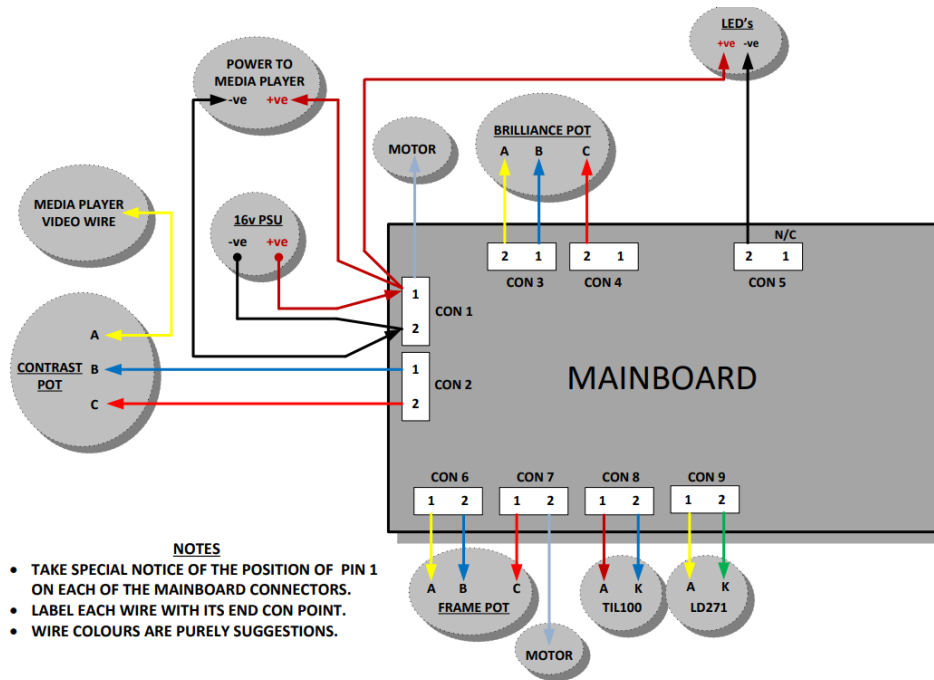 LED's
+ve -ve
POWER TO
MEDIA PLAYER
-ve +ve
BRILLIANCE POT
A B C
MOTOR
MEDIA PLAYER
VIDEO WIRE
16v PSU
-ve +ve
N/C
2 1
CON 3
2 1
CON 4
2 1
CON 5
1
2
CON 1
A
B
C
CONTRAST
POT
1
2
CON 2
MAINBOARD
CON 6
1 2
CON 7
1 2
CON 8
1 2
CON 9
1 2
A B C
FRAME POT
A K
TIL100
A K
LD271
MOTOR
NOTES
• TAKE SPECIAL NOTICE OF THE POSITION OF PIN 1
ON EACH OF THE MAINBOARD CONNECTORS.
• LABEL EACH WIRE WITH ITS END CON POINT.
• WIRE COLOURS ARE PURELY SUGGESTIONS.